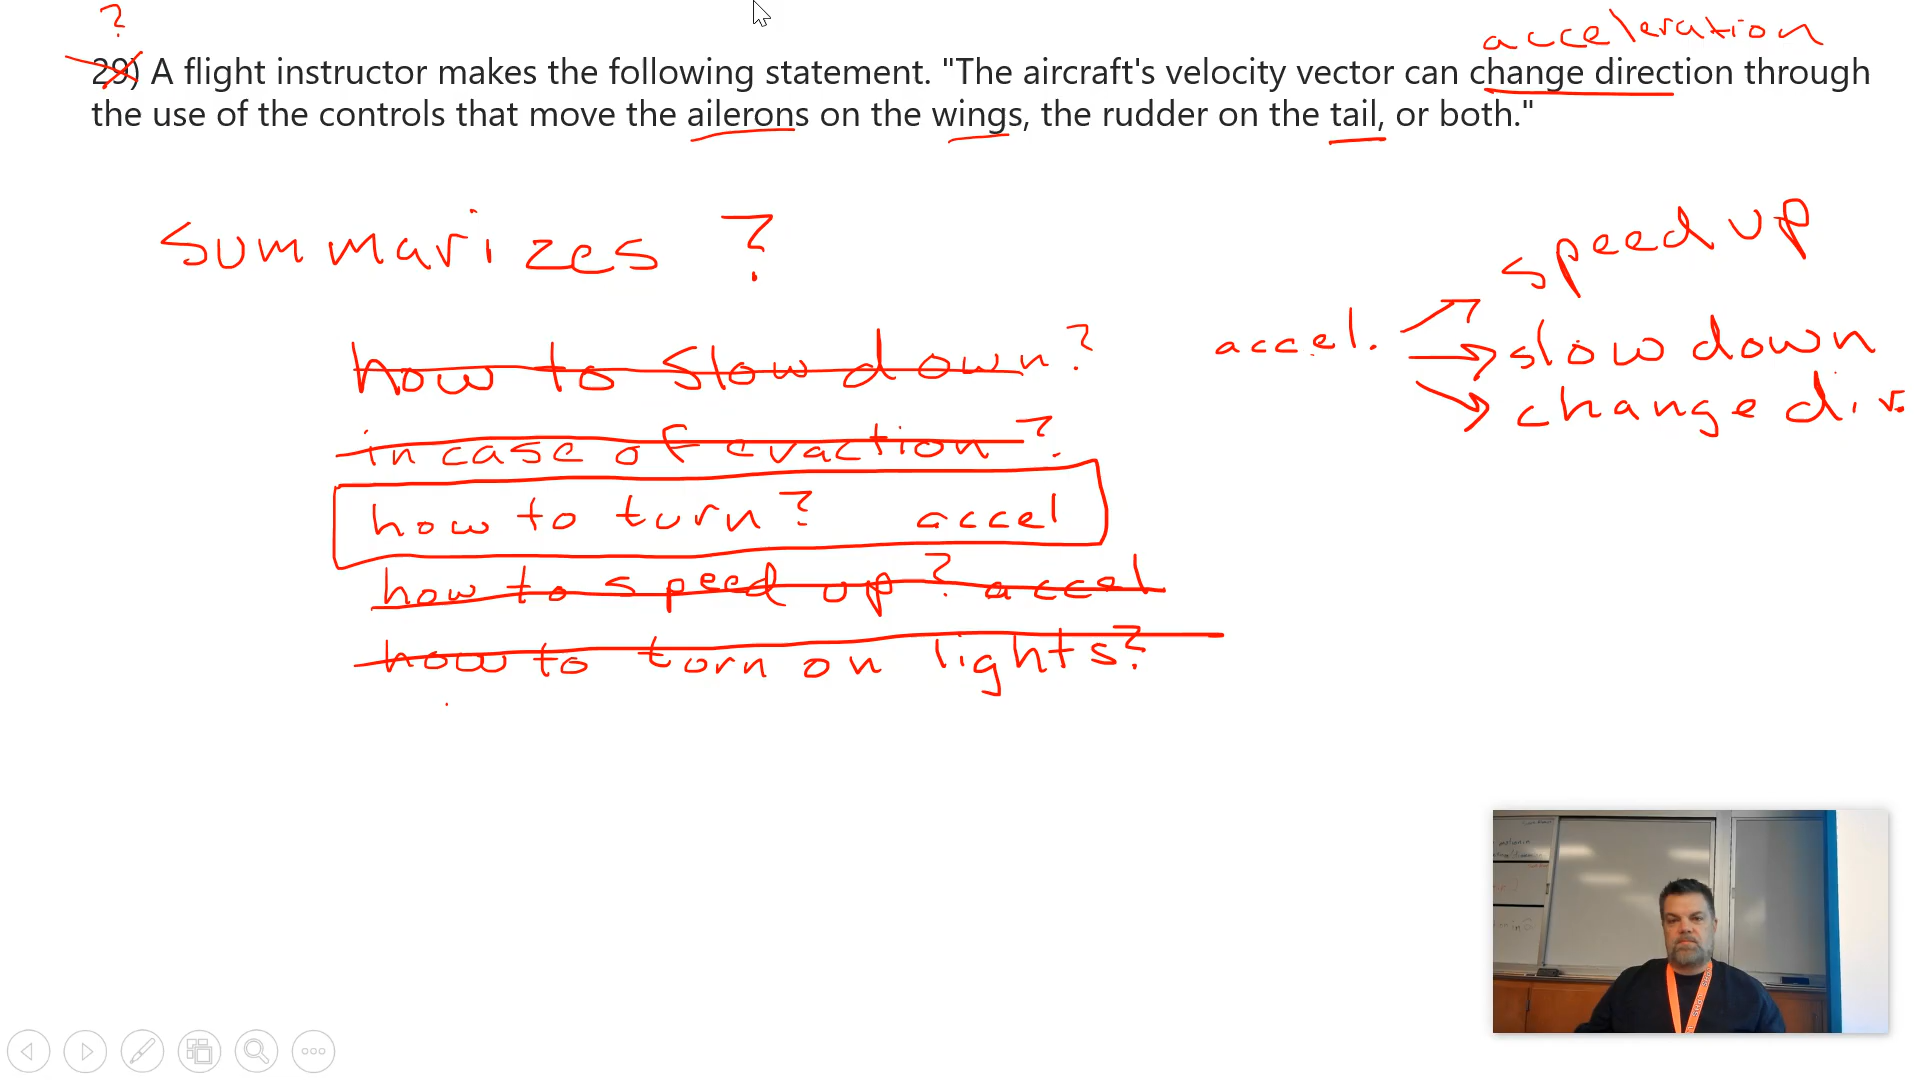 ?
acceleration
29) A flight instructor makes the following statement. "The aircraft's velocity vector can change direction through
the use of the controls that move the ailerons on the wings, the rudder on the tail, or both."
summarizes ?
speed up
how to slow down?
accel.
slow down
change dir.
in case of evaction?
how to turn? accel
how to speed up? accel
how to turn on lights?